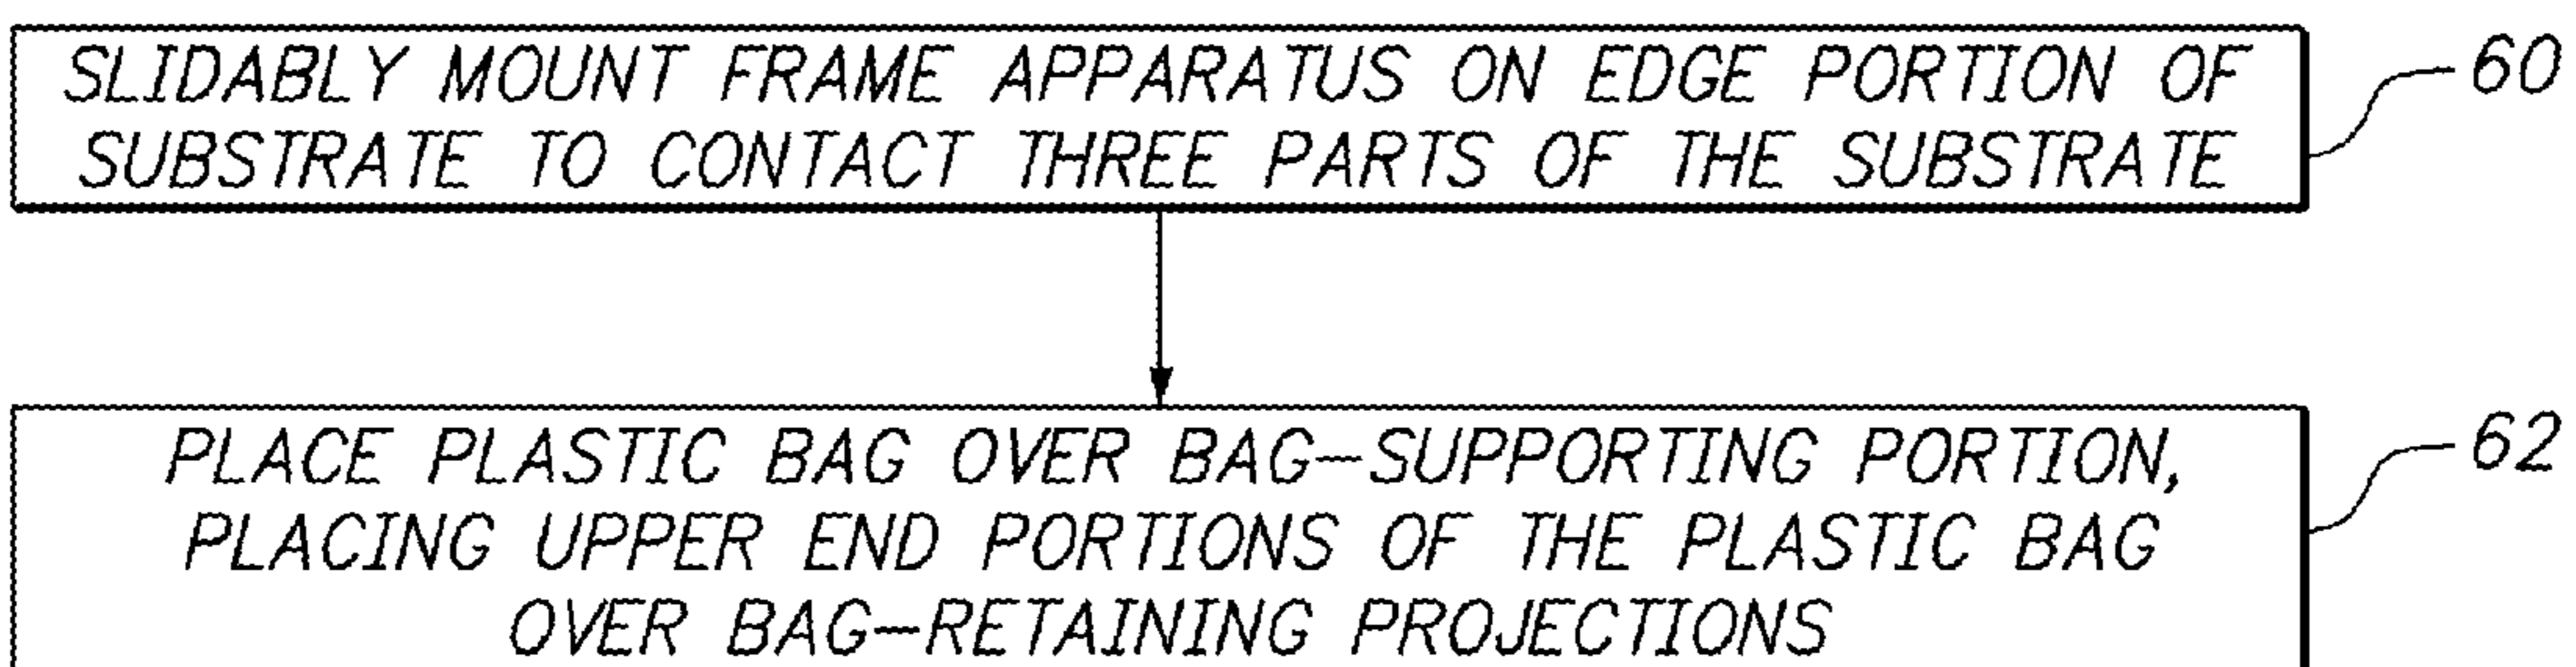 SLIDABLY MOUNT FRAME APPARATUS ON EDGE PORTION OF
SUBSTRATE TO CONTACT THREE PARTS OF THE SUBSTRATE
60
PLACE PLASTIC BAG OVER BAG–SUPPORTING PORTION,
PLACING UPPER END PORTIONS OF THE PLASTIC BAG
OVER BAG–RETAINING PROJECTIONS
62